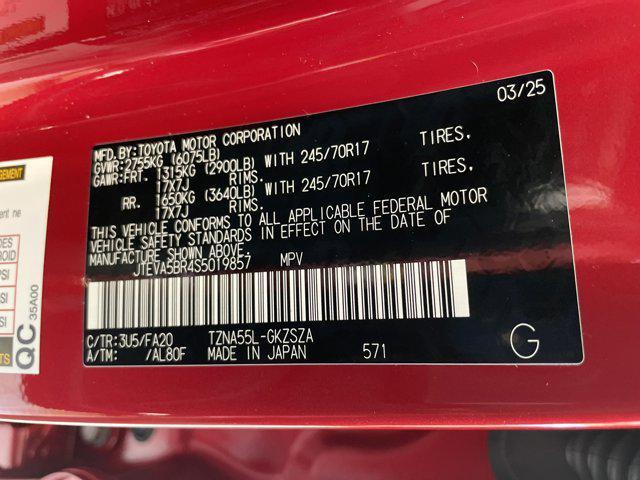 03/25
MFD.BY:TOYOTA MOTOR CORPORATION
GVWR:2755KG (6075LB)
GAWR:FRT. 1315KG (2900LB) WITH 245/70R17 TIRES,
17X7J RIMS.
RR. 1650KG (3640LB) WITH 245/70R17 TIRES,
17X7J RIMS.
THIS VEHICLE CONFORMS TO ALL APPLICABLE FEDERAL MOTOR
VEHICLE SAFETY STANDARDS IN EFFECT ON THE DATE OF
MANUFACTURE SHOWN ABOVE.
JTEVA5BR4S5019857 MPV
C/TR:3U5/FA20 TZNA55L-GKZSZA
A/TM: /AL80F MADE IN JAPAN 571 G
QC 35A00